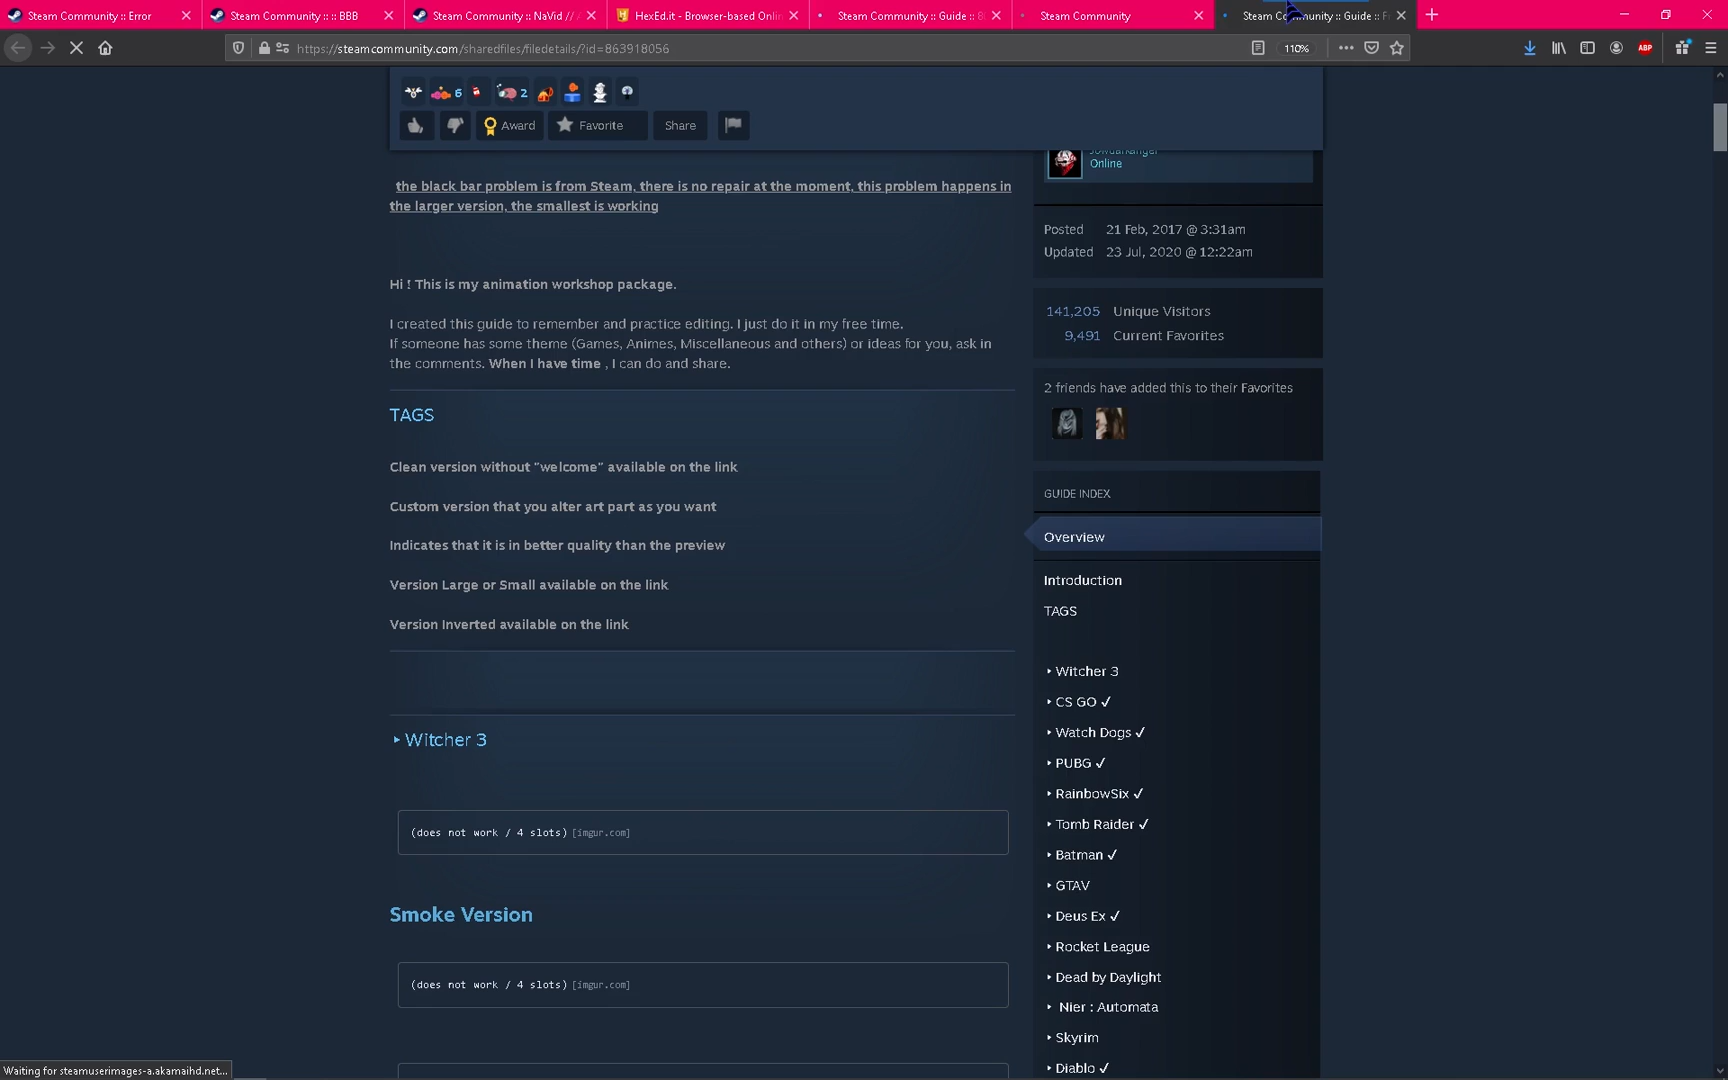 Steam Community :: Error
Steam Community :: :: BBB
Steam Community :: NaVid // A
HexEd.it - Browser-based Onlin
Steam Community :: Guide ::
Steam Community
Steam Community :: Guide :: F
https://steamcommunity.com/sharedfiles/filedetails/?id=863918056
110%
ABP
6
2
Award
Favorite
Share
Online
the black bar problem is from Steam, there is no repair at the moment, this problem happens in
the larger version, the smallest is working
Posted 21 Feb, 2017 @ 3:31am
Updated 23 Jul, 2020 @ 12:22am
Hi ! This is my animation workshop package.
141,205 Unique Visitors
9,491 Current Favorites
I created this guide to remember and practice editing. I just do it in my free time.
If someone has some theme (Games, Animes, Miscellaneous and others) or ideas for you, ask in
the comments. When I have time , I can do and share.
2 friends have added this to their Favorites
TAGS
Clean version without "welcome" available on the link
Custom version that you alter art part as you want
Indicates that it is in better quality than the preview
Version Large or Small available on the link
Version Inverted available on the link
GUIDE INDEX
Overview
Introduction
TAGS
Witcher 3
CS GO ✓
Watch Dogs ✓
PUBG ✓
RainbowSix ✓
Tomb Raider ✓
Batman ✓
GTAV
Deus Ex ✓
Rocket League
Dead by Daylight
Nier : Automata
Skyrim
Diablo ✓
Witcher 3
(does not work / 4 slots) [imgur.com]
Smoke Version
(does not work / 4 slots) [imgur.com]
Waiting for steamuserimages-a.akamaihd.net...